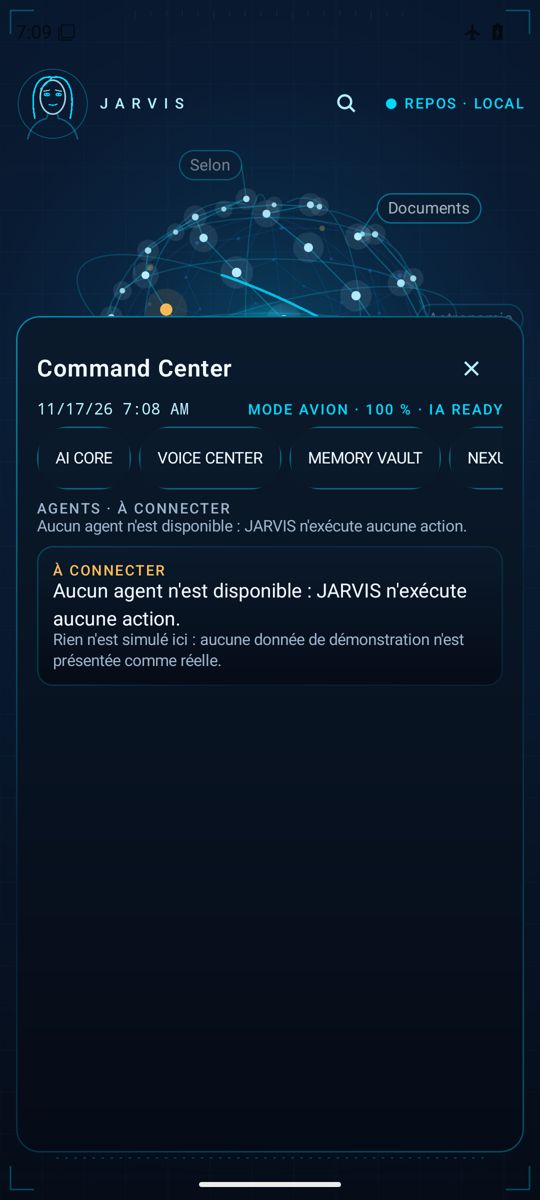 7:09
JARVIS
REPOS · LOCAL
Selon
Documents
Astronomie
Command Center
11/17/26 7:08 AM
MODE AVION · 100 % · IA READY
AI CORE
VOICE CENTER
MEMORY VAULT
NEXU
AGENTS · À CONNECTER
Aucun agent n'est disponible : JARVIS n'exécute aucune action.
À CONNECTER
Aucun agent n'est disponible : JARVIS n'exécute
aucune action.
Rien n'est simulé ici : aucune donnée de démonstration n'est
présentée comme réelle.